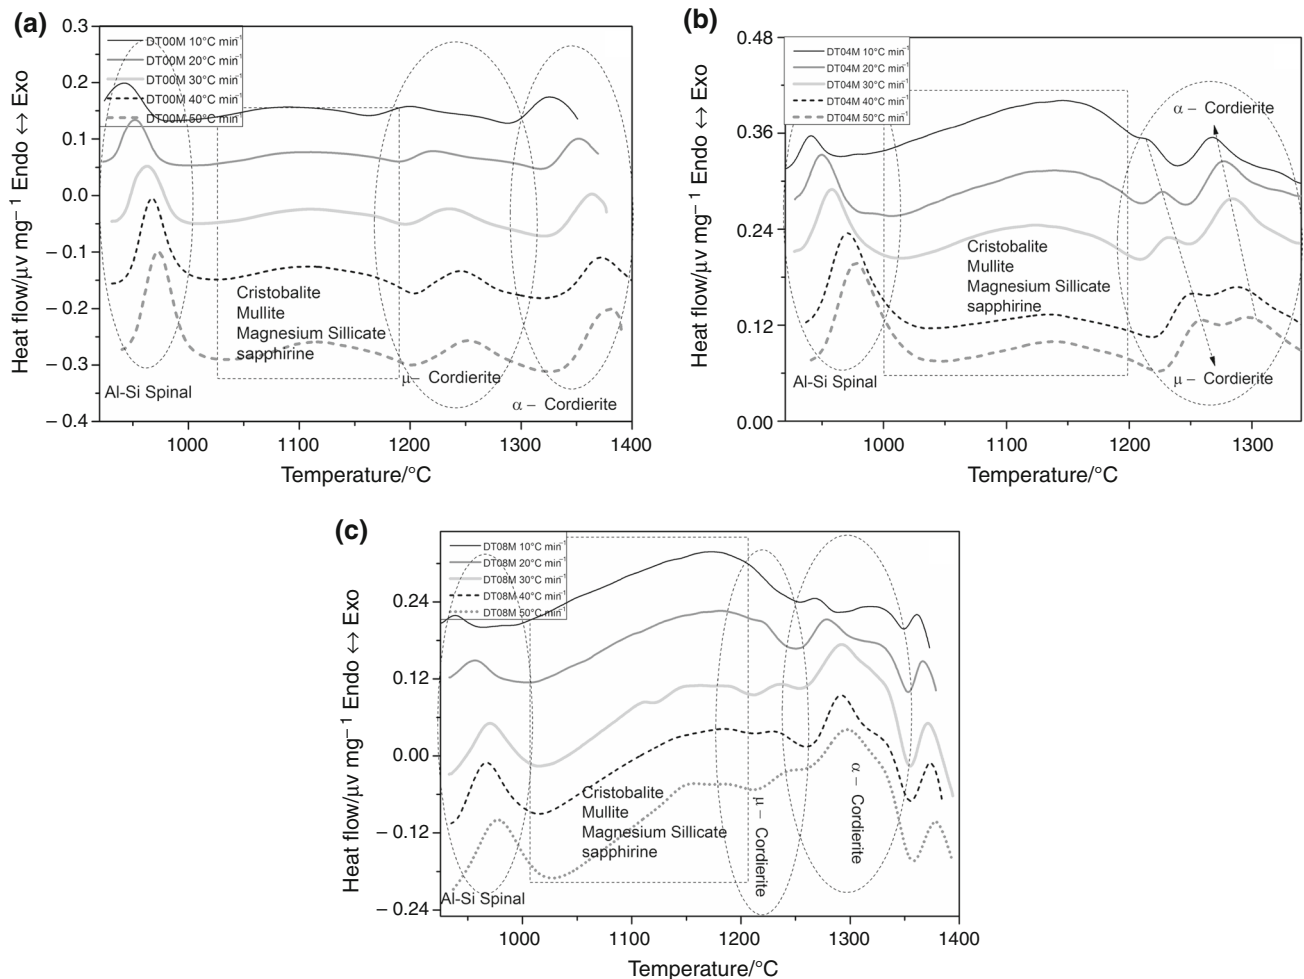 (a)
0.3
0.2
0.1
0.0
– 0.1
– 0.2
– 0.3
– 0.4
Heat flow/μv mg– 1 Endo ↔ Exo
DT00M 10°C min-1
DT00M 20°C min-1
DT00M 30°C min-1
DT00M 40°C min-1
DT00M 50°C min-1
Cristobalite
Mullite
Magnesium Sillicate
sapphirine
Al-Si Spinal
μ – Cordierite
α – Cordierite
1000
1100
1200
1300
1400
Temperature/°C
(b)
0.48
0.36
0.24
0.12
0.00
Heat flow/μv mg– 1 Endo ↔ Exo
DT04M 10°C min-1
DT04M 20°C min-1
DT04M 30°C min-1
DT04M 40°C min-1
DT04M 50°C min-1
α – Cordierite
Cristobalite
Mullite
Magnesium Silicate
sapphirine
Al-Si Spinal
μ – Cordierite
1000
1100
1200
1300
Temperature/°C
(c)
0.24
0.12
0.00
– 0.12
– 0.24
Heat flow/μv mg– 1 Endo ↔ Exo
DT08M 10°C min-1
DT08M 20°C min-1
DT08M 30°C min-1
DT08M 40°C min-1
DT08M 50°C min-1
Cristobalite
Mullite
Magnesium Sillicate
sapphirine
Al-Si Spinal
μ – Cordierite
α – Cordierite
1000
1100
1200
1300
1400
Temperature/°C